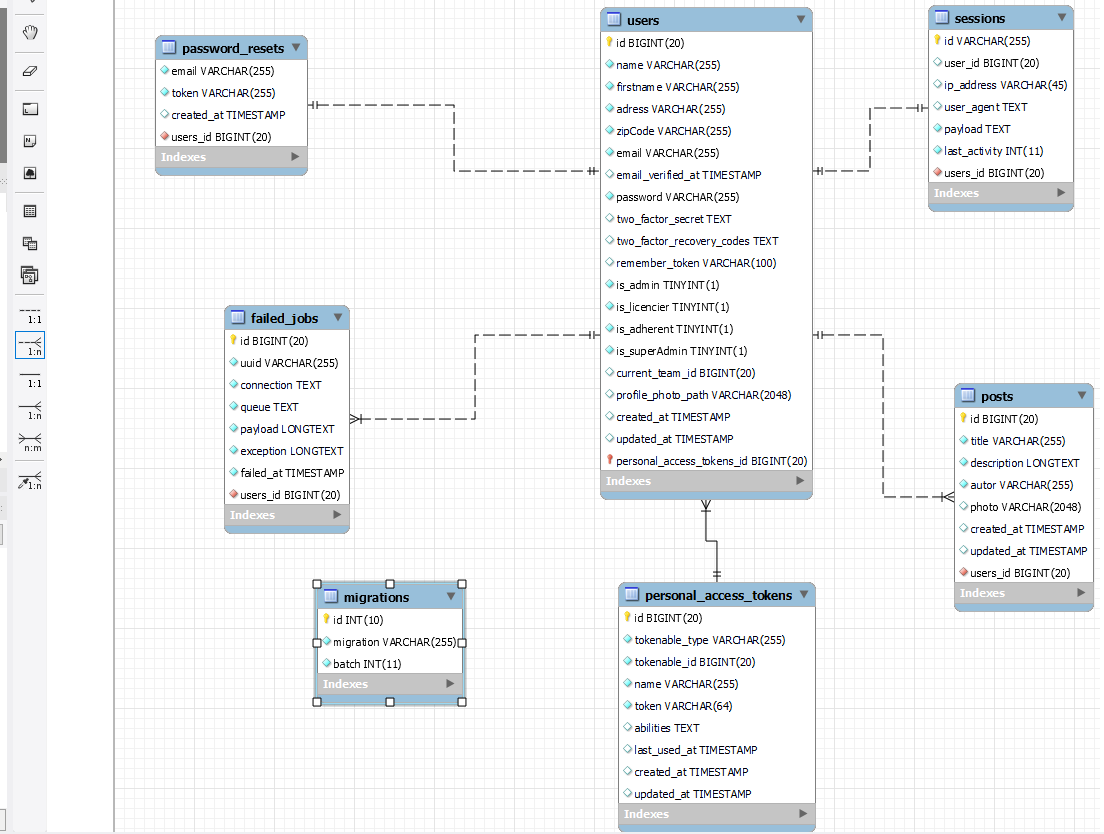 password_resets
email VARCHAR(255)
token VARCHAR(255)
created_at TIMESTAMP
users_id BIGINT(20)
Indexes
users
id BIGINT(20)
name VARCHAR(255)
firstname VARCHAR(255)
adress VARCHAR(255)
zipCode VARCHAR(255)
email VARCHAR(255)
email_verified_at TIMESTAMP
password VARCHAR(255)
two_factor_secret TEXT
two_factor_recovery_codes TEXT
remember_token VARCHAR(100)
is_admin TINYINT(1)
is_licencier TINYINT(1)
is_adherent TINYINT(1)
is_superAdmin TINYINT(1)
current_team_id BIGINT(20)
profile_photo_path VARCHAR(2048)
created_at TIMESTAMP
updated_at TIMESTAMP
personal_access_tokens_id BIGINT(20)
Indexes
sessions
id VARCHAR(255)
user_id BIGINT(20)
ip_address VARCHAR(45)
user_agent TEXT
payload TEXT
last_activity INT(11)
users_id BIGINT(20)
Indexes
failed_jobs
id BIGINT(20)
uuid VARCHAR(255)
connection TEXT
queue TEXT
payload LONGTEXT
exception LONGTEXT
failed_at TIMESTAMP
users_id BIGINT(20)
Indexes
posts
id BIGINT(20)
title VARCHAR(255)
description LONGTEXT
autor VARCHAR(255)
photo VARCHAR(2048)
created_at TIMESTAMP
updated_at TIMESTAMP
users_id BIGINT(20)
Indexes
migrations
id INT(10)
migration VARCHAR(255)
batch INT(11)
Indexes
personal_access_tokens
id BIGINT(20)
tokenable_type VARCHAR(255)
tokenable_id BIGINT(20)
name VARCHAR(255)
token VARCHAR(64)
abilities TEXT
last_used_at TIMESTAMP
created_at TIMESTAMP
updated_at TIMESTAMP
Indexes
1:1
1:n
1:1
1:n
n:m
1:n